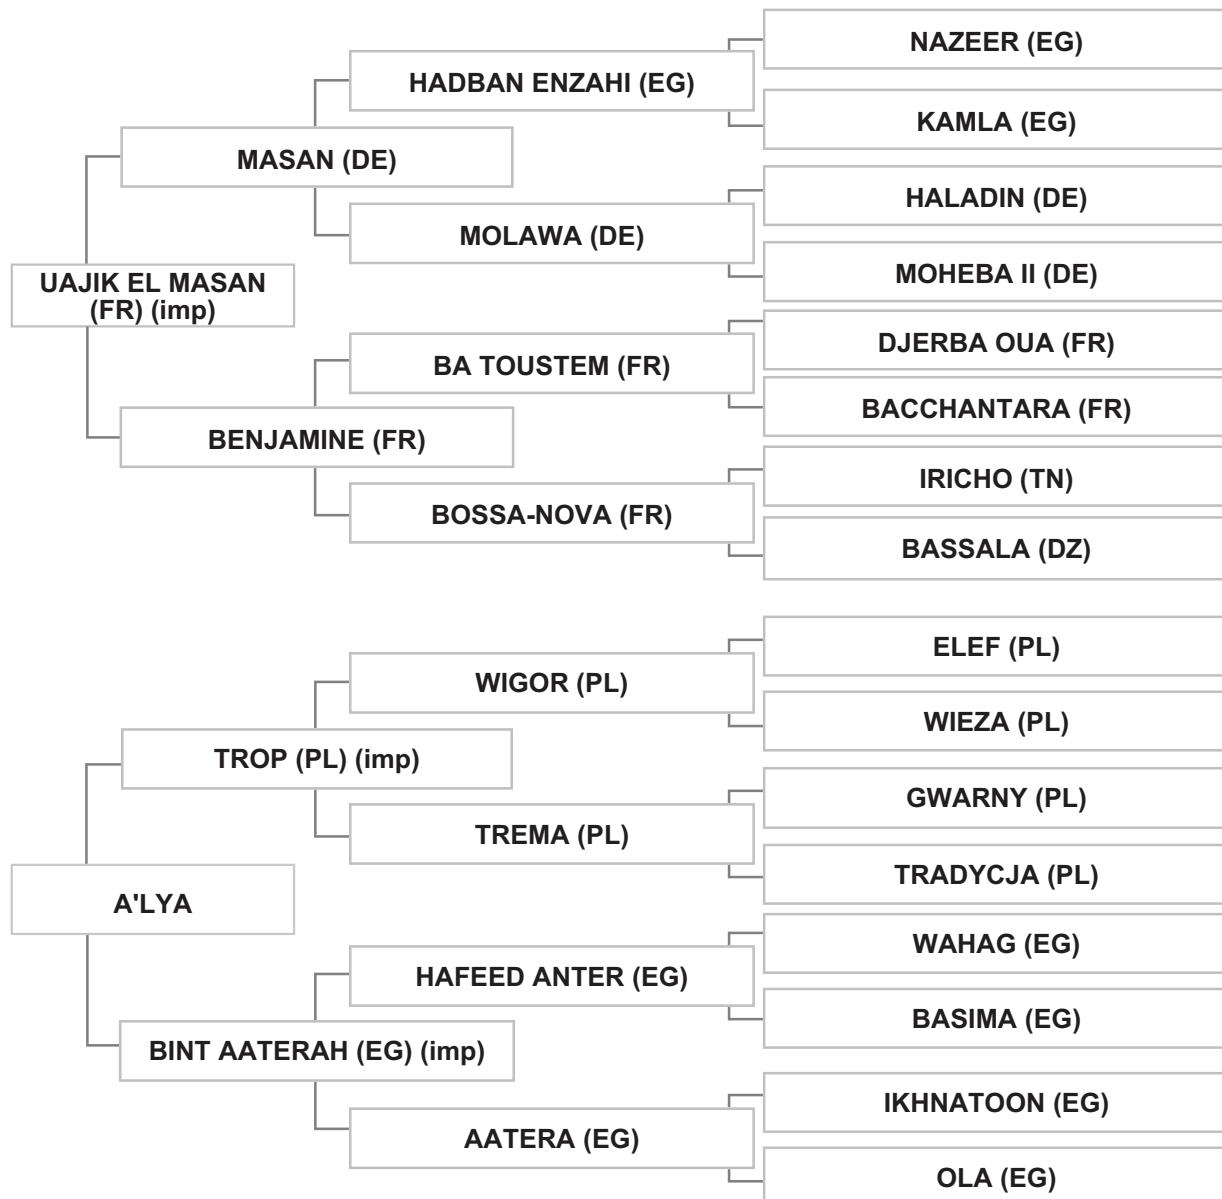 NAZEER (EG)
HADBAN ENZAHI (EG)
KAMLA (EG)
MASAN (DE)
HALADIN (DE)
MOLAWA (DE)
MOHEBA II (DE)
UAJIK EL MASAN
(FR) (imp)
DJERBA OUA (FR)
BA TOUSTEM (FR)
BACCHANTARA (FR)
BENJAMINE (FR)
IRICHO (TN)
BOSSA-NOVA (FR)
BASSALA (DZ)
ELEF (PL)
WIGOR (PL)
WIEZA (PL)
TROP (PL) (imp)
GWARNY (PL)
TREMA (PL)
TRADYCJA (PL)
A'LYA
WAHAG (EG)
HAFEED ANTER (EG)
BASIMA (EG)
BINT AATERAH (EG) (imp)
IKHNATOON (EG)
AATERA (EG)
OLA (EG)